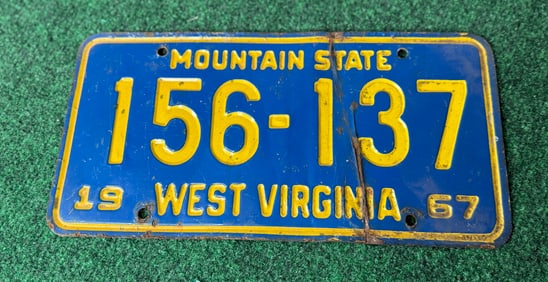 MOUNTAIN STATE
156-137
19 WEST VIRGINIA 67